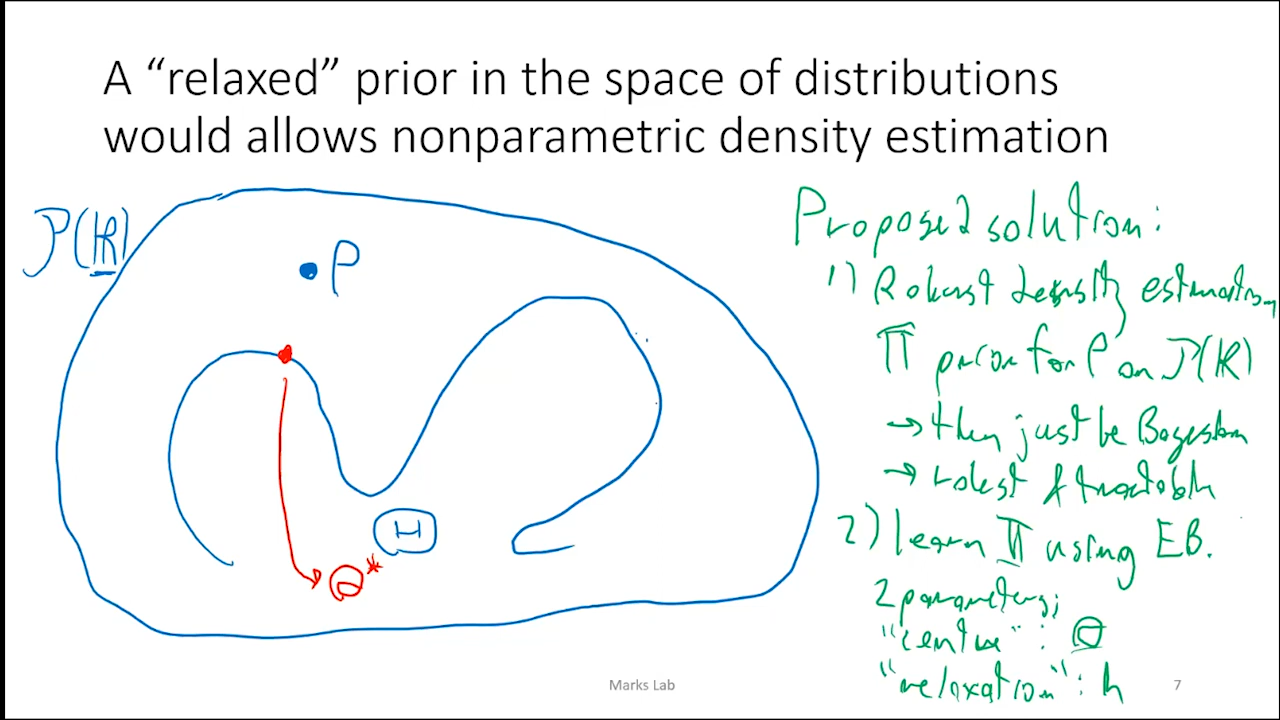 A “relaxed” prior in the space of distributions
would allows nonparametric density estimation
𝒫(ℝ)
P
Θ
θ*
Proposed solution:
1) Robust density estimation
Π prior for P on 𝒫(ℝ)
→ then just be Bayesian
→ robust & tractable
2) learn Π using EB.
2 parameters;
"centre" : θ
"relaxation" : h
Marks Lab
7